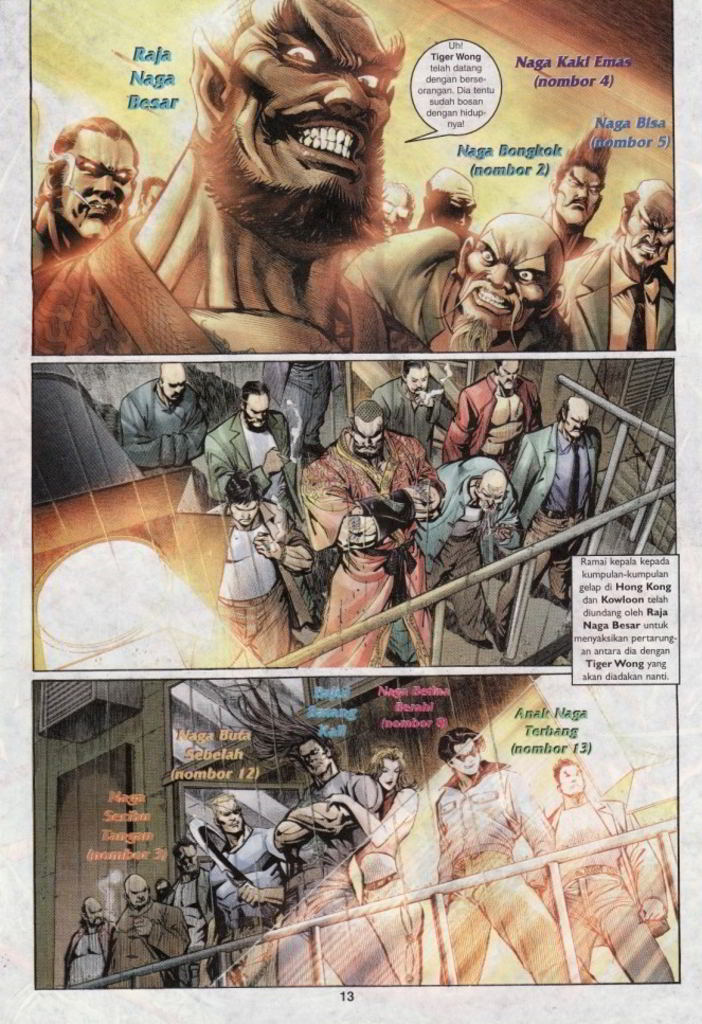 Raja
Naga
Besar
Uh!
Tiger Wong
telah datang
dengan berse-
orangan. Dia tentu
sudah bosan
dengan hidup-
nya!
Naga Kaki Emas
(nombor 4)
Naga Bisa
(nombor 5)
Naga Bongkok
(nombor 2)
Ramai kepala kepada
kumpulan-kumpulan
gelap di Hong Kong
dan Kowloon telah
diundang oleh Raja
Naga Besar untuk
menyaksikan pertarung-
an antara dia dengan
Tiger Wong yang
akan diadakan nanti.
Naga
Seribu
Tangan
(nombor 3)
Naga Buta
Sebelah
(nombor 12)
Kaki
Naga Betina
Berahi
(nombor 8)
Anak Naga
Terbang
(nombor 13)
13